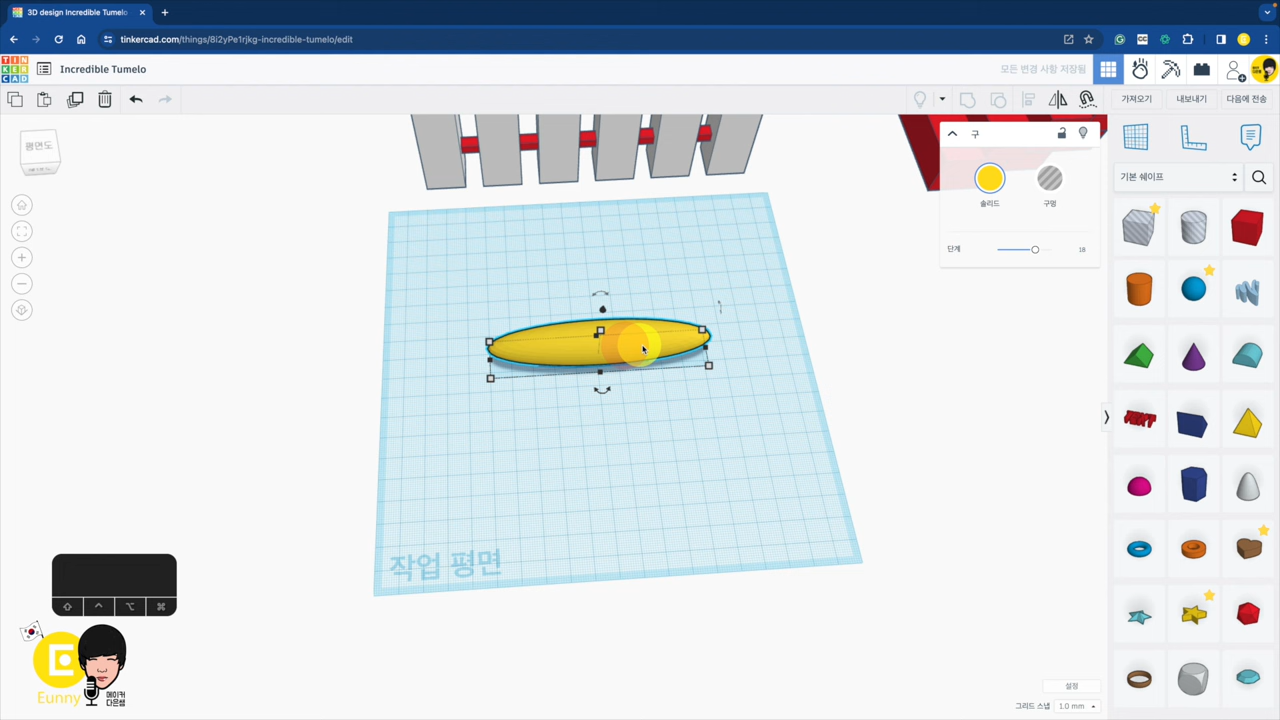 3D design Incredible Tumelo
tinkercad.com/things/8i2yPe1rjkg-incredible-tumelo/edit
TIN
KER
CAD
Incredible Tumelo
모든 변경 사항 저장됨
가져오기
내보내기
다음에 전송
평면도
구
솔리드
구멍
단계
18
기본 쉐이프
작업 평면
Eunny
메이커
다은쌤
설정
그리드 스냅
1.0 mm